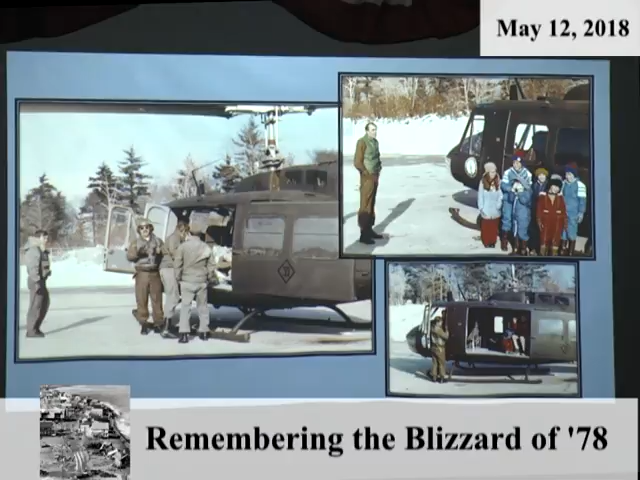 May 12, 2018
Remembering the Blizzard of '78